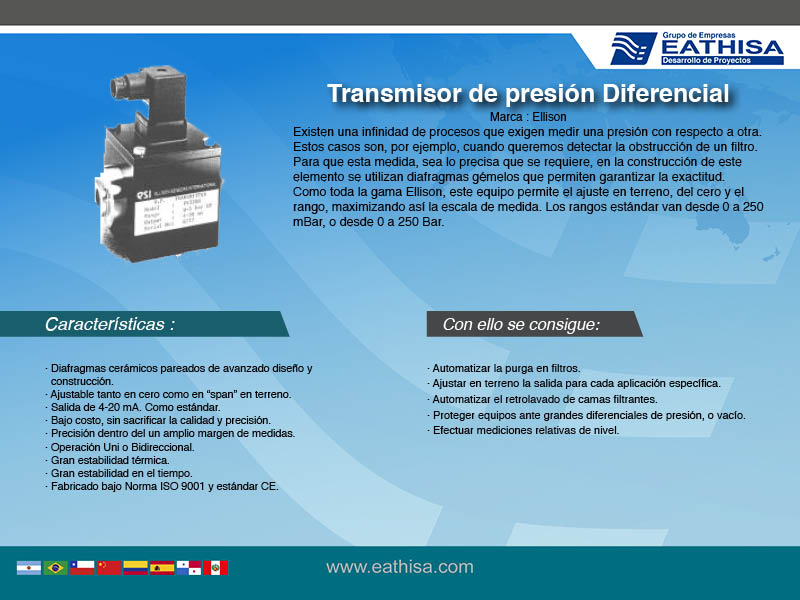 Grupo de Empresas
EATHISA
Desarrollo de Proyectos
Transmisor de presión Diferencial
Marca : Ellison
Existen una infinidad de procesos que exigen medir una presión con respecto a otra.
Estos casos son, por ejemplo, cuando queremos detectar la obstrucción de un filtro.
Para que esta medida, sea lo precisa que se requiere, en la construcción de este
elemento se utilizan diafragmas gémelos que permiten garantizar la exactitud.
Como toda la gama Ellison, este equipo permite el ajuste en terreno, del cero y el
rango, maximizando así la escala de medida. Los rangos estándar van desde 0 a 250
mBar, o desde 0 a 250 Bar.
ESI ELLISON SENSORS INTERNATIONAL
TRANSMITTER
Model
Range
Output
Serial No:
Características :
· Diafragmas cerámicos pareados de avanzado diseño y
construcción.
· Ajustable tanto en cero como en “span” en terreno.
· Salida de 4-20 mA. Como estándar.
· Bajo costo, sin sacrificar la calidad y precisión.
· Precisión dentro del un amplio margen de medidas.
· Operación Uni o Bidireccional.
· Gran estabilidad térmica.
· Gran estabilidad en el tiempo.
· Fabricado bajo Norma ISO 9001 y estándar CE.
Con ello se consigue:
· Automatizar la purga en filtros.
· Ajustar en terreno la salida para cada aplicación específica.
· Automatizar el retrolavado de camas filtrantes.
· Proteger equipos ante grandes diferenciales de presión, o vacío.
· Efectuar mediciones relativas de nivel.
www.eathisa.com